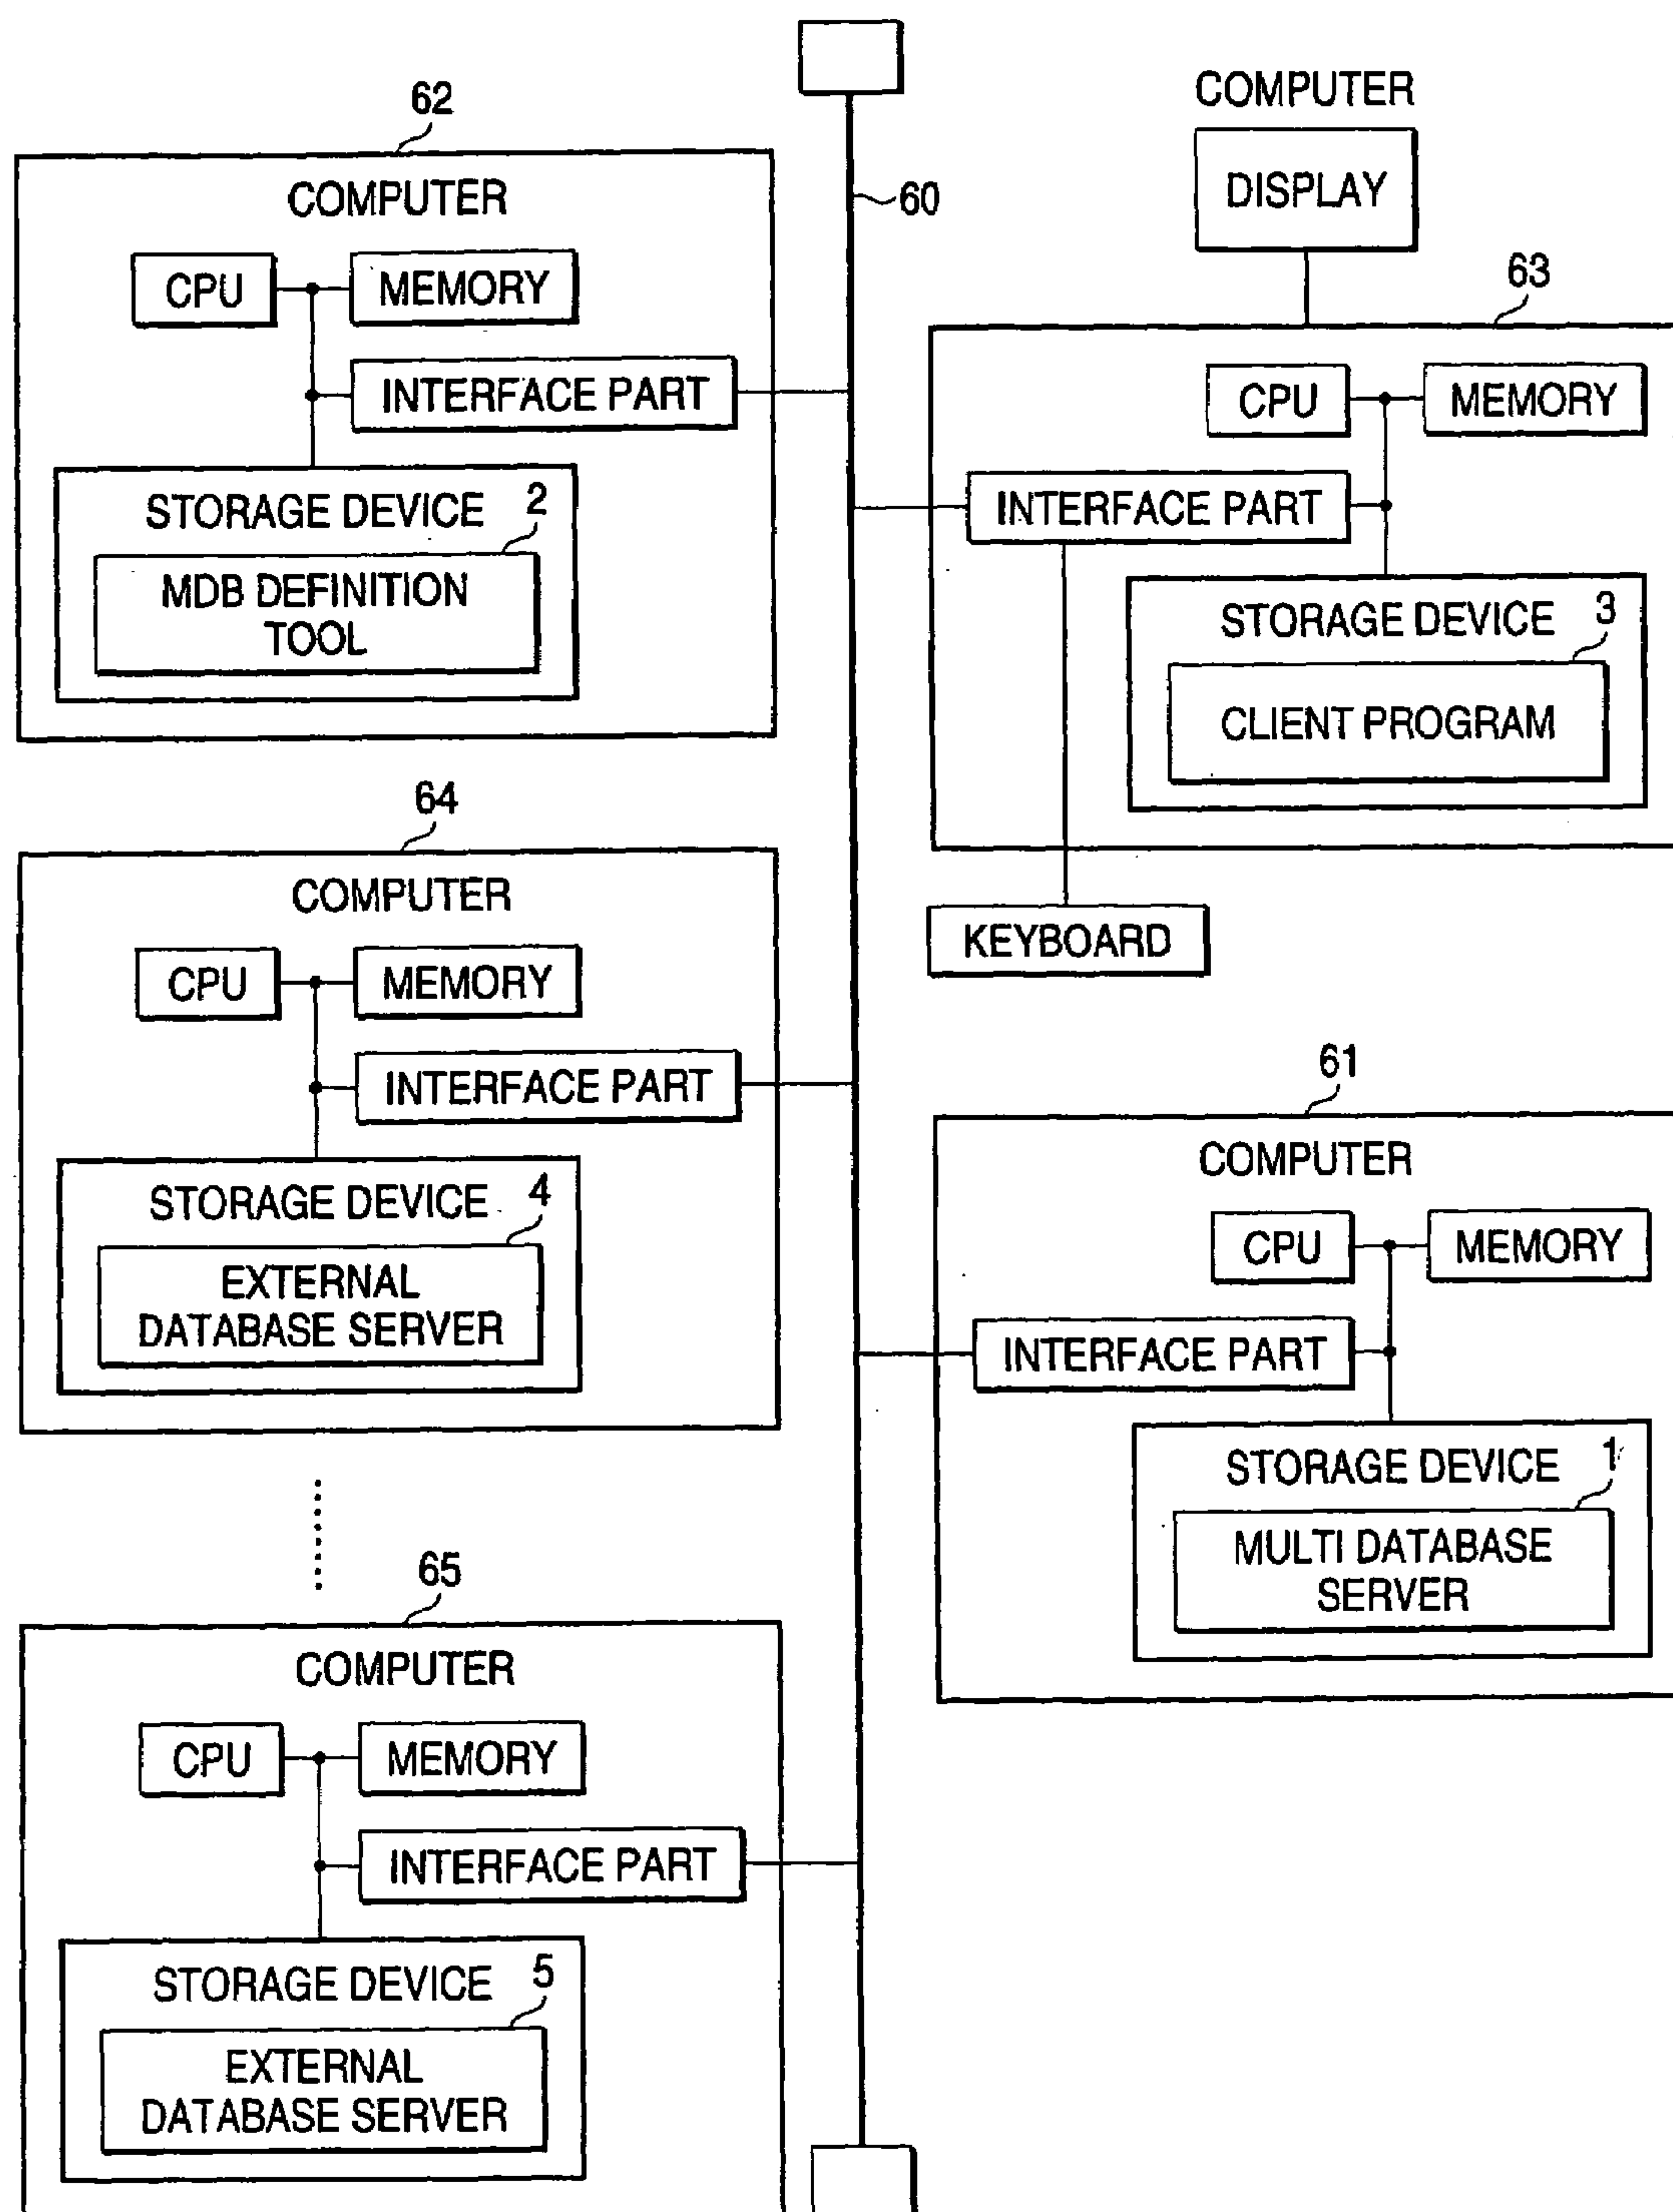 62
COMPUTER
CPU
MEMORY
INTERFACE PART
STORAGE DEVICE
2
MDB DEFINITION
TOOL
60
COMPUTER
DISPLAY
63
CPU
MEMORY
INTERFACE PART
STORAGE DEVICE
3
CLIENT PROGRAM
KEYBOARD
64
COMPUTER
CPU
MEMORY
INTERFACE PART
STORAGE DEVICE
4
EXTERNAL
DATABASE SERVER
61
COMPUTER
CPU
MEMORY
INTERFACE PART
STORAGE DEVICE
1
MULTI DATABASE
SERVER
65
COMPUTER
CPU
MEMORY
INTERFACE PART
STORAGE DEVICE
5
EXTERNAL
DATABASE SERVER